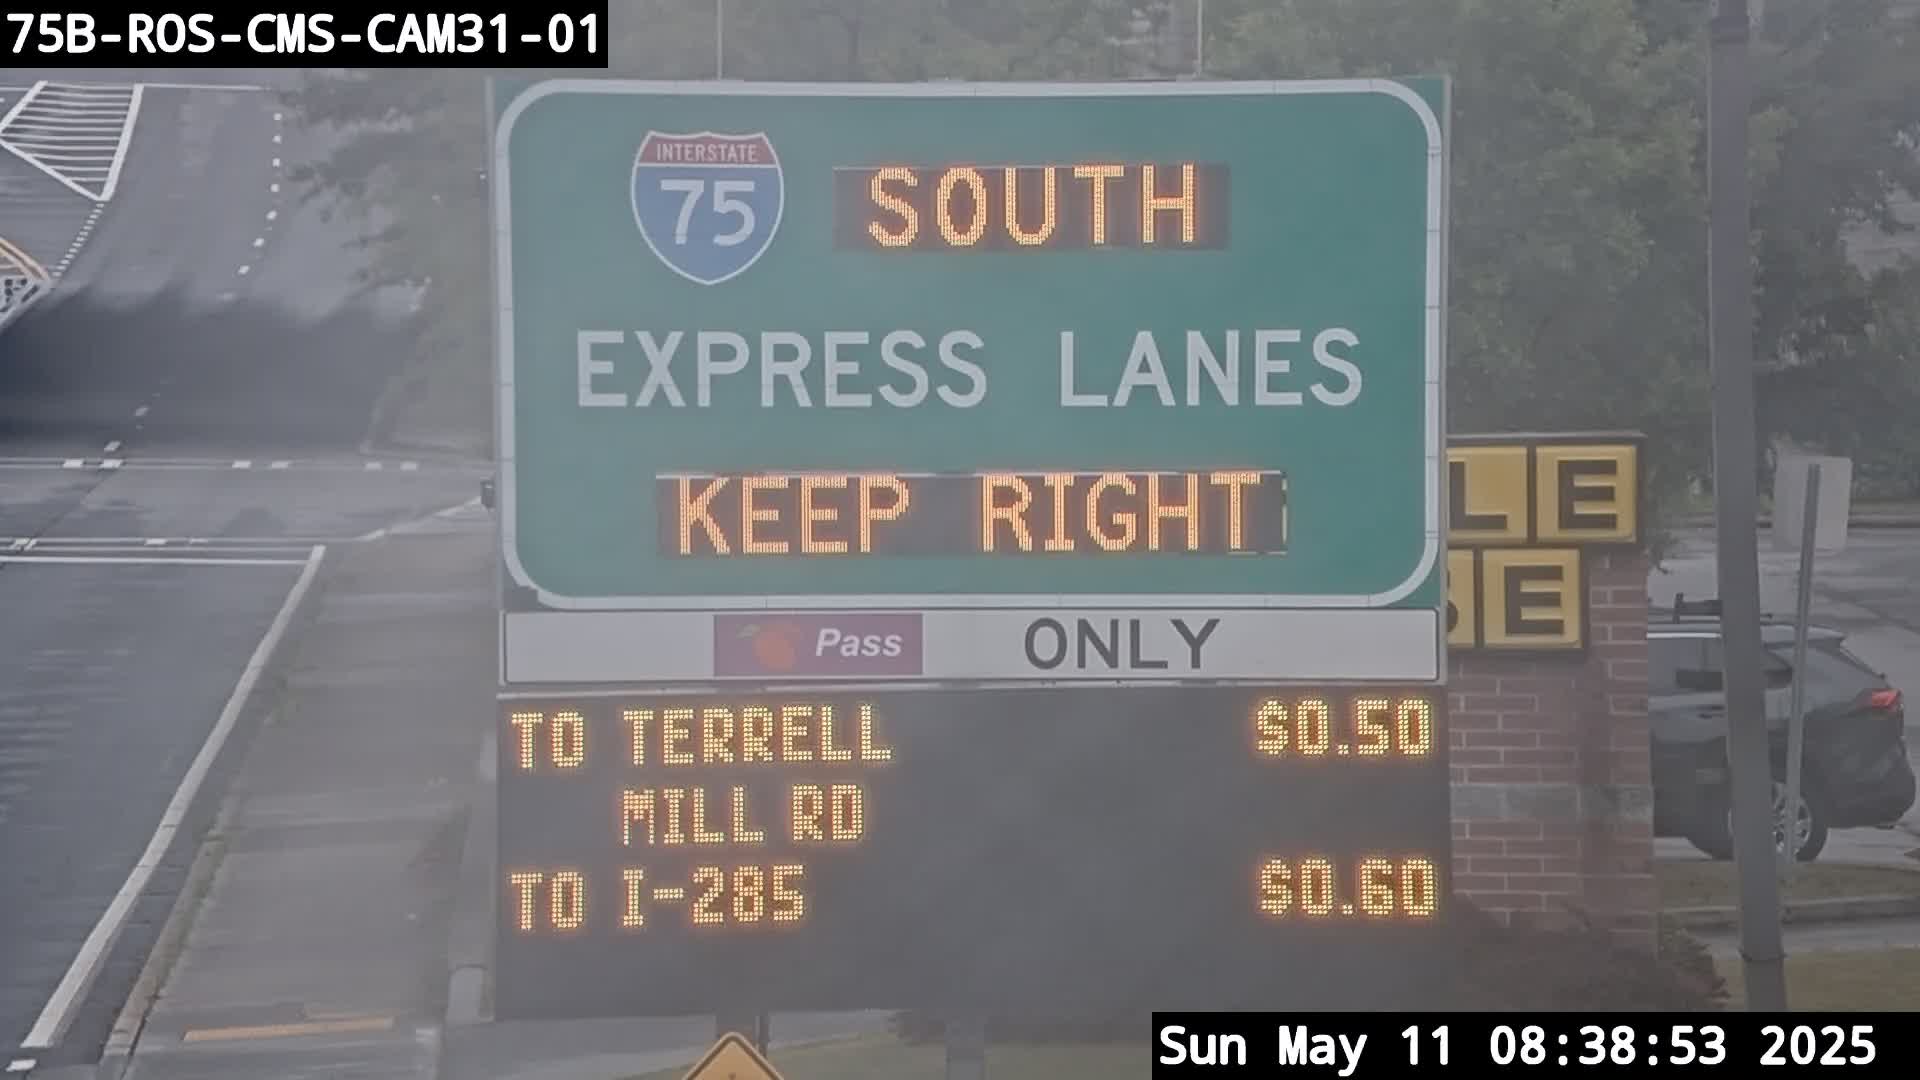 75B-ROS-CMS-CAM31-01
INTERSTATE
75 SOUTH
EXPRESS LANES
KEEP RIGHT
Pass ONLY
TO TERRELL $0.50
MILL RD
TO I-285 $0.60
LE
E
Sun May 11 08:38:53 2025